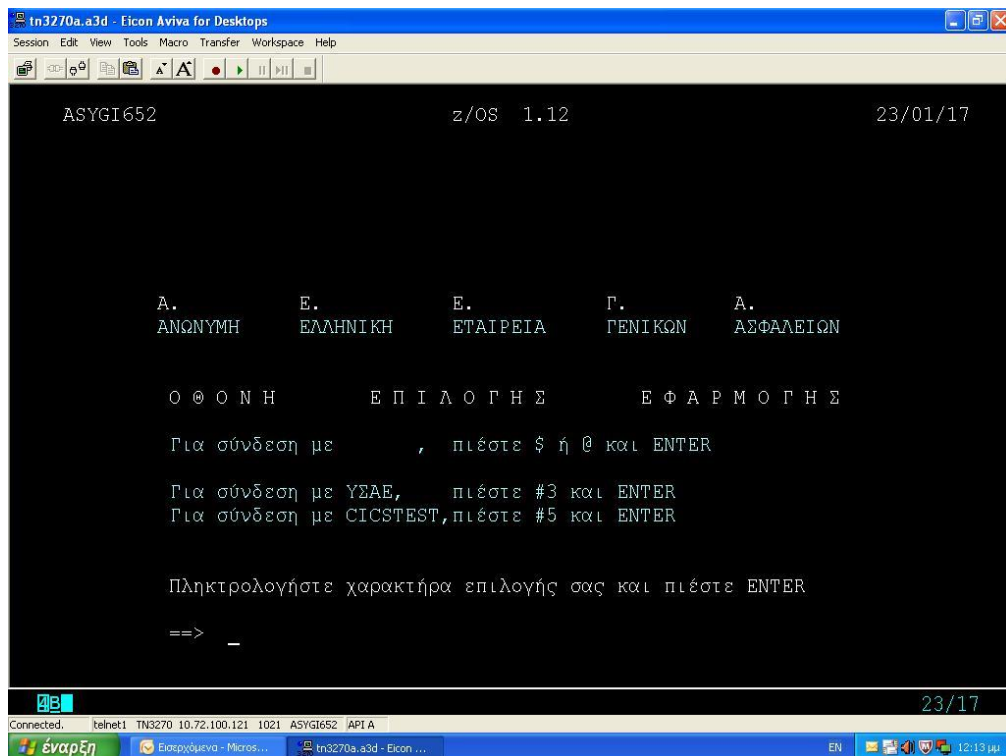 tn3270a.a3d - Eicon Aviva for Desktops
Session Edit View Tools Macro Transfer Workspace Help
ASYGI652 z/OS 1.12 23/01/17
Α. Ε. Ε. Γ. Α.
ΑΝΩΝΥΜΗ ΕΛΛΗΝΙΚΗ ΕΤΑΙΡΕΙΑ ΓΕΝΙΚΩΝ ΑΣΦΑΛΕΙΩΝ
Ο Θ Ο Ν Η Ε Π Ι Λ Ο Γ Η Σ Ε Φ Α Ρ Μ Ο Γ Η Σ
Για σύνδεση με , πιέστε $ ή @ και ENTER
Για σύνδεση με ΥΣΑΕ, πιέστε #3 και ENTER
Για σύνδεση με CICSTEST,πιέστε #5 και ENTER
Πληκτρολογήστε χαρακτήρα επιλογής σας και πιέστε ENTER
==> _
4B 23/17
Connected. telnet1 TN3270 10.72.100.121 1021 ASYGI652 API A
έναρξη Εισερχόμενα - Micros... tn3270a.a3d - Eicon ... EN 12:13 μμ